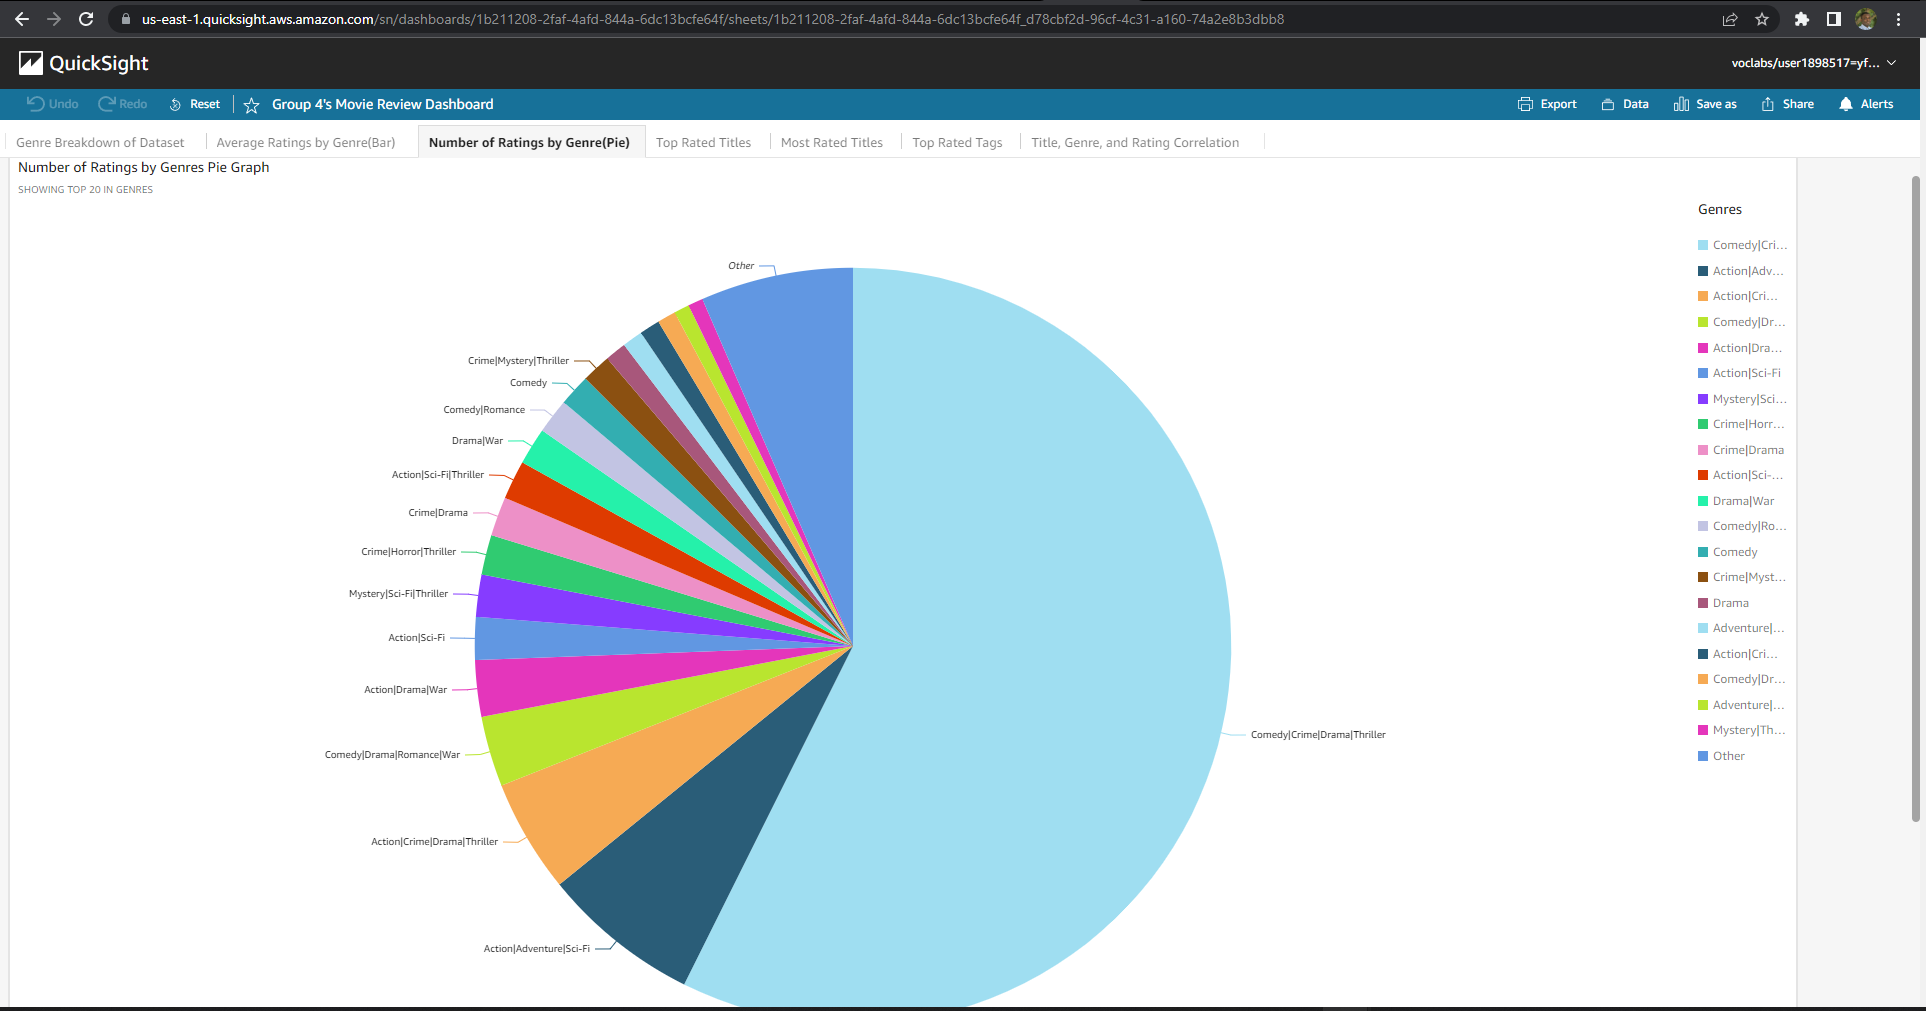 us-east-1.quicksight.aws.amazon.com/sn/dashboards/1b211208-2faf-4afd-844a-6dc13bcfe64f/sheets/1b211208-2faf-4afd-844a-6dc13bcfe64f_d78cbf2d-96cf-4c31-a160-74a2e8b3dbb8
QuickSight
voclabs/user1898517=yf...
Undo Redo Reset Group 4's Movie Review Dashboard Export Data Save as Share Alerts
Genre Breakdown of Dataset Average Ratings by Genre(Bar) Number of Ratings by Genre(Pie) Top Rated Titles Most Rated Titles Top Rated Tags Title, Genre, and Rating Correlation
Number of Ratings by Genres Pie Graph
SHOWING TOP 20 IN GENRES
Other
Crime|Mystery|Thriller
Comedy
Comedy|Romance
Drama|War
Action|Sci-Fi|Thriller
Crime|Drama
Crime|Horror|Thriller
Mystery|Sci-Fi|Thriller
Action|Sci-Fi
Action|Drama|War
Comedy|Drama|Romance|War
Action|Crime|Drama|Thriller
Action|Adventure|Sci-Fi
Comedy|Crime|Drama|Thriller
Genres
Comedy|Cri...
Action|Adv...
Action|Cri...
Comedy|Dr...
Action|Dra...
Action|Sci-Fi
Mystery|Sci...
Crime|Horr...
Crime|Drama
Action|Sci-...
Drama|War
Comedy|Ro...
Comedy
Crime|Myst...
Drama
Adventure|...
Action|Cri...
Comedy|Dr...
Adventure|...
Mystery|Th...
Other